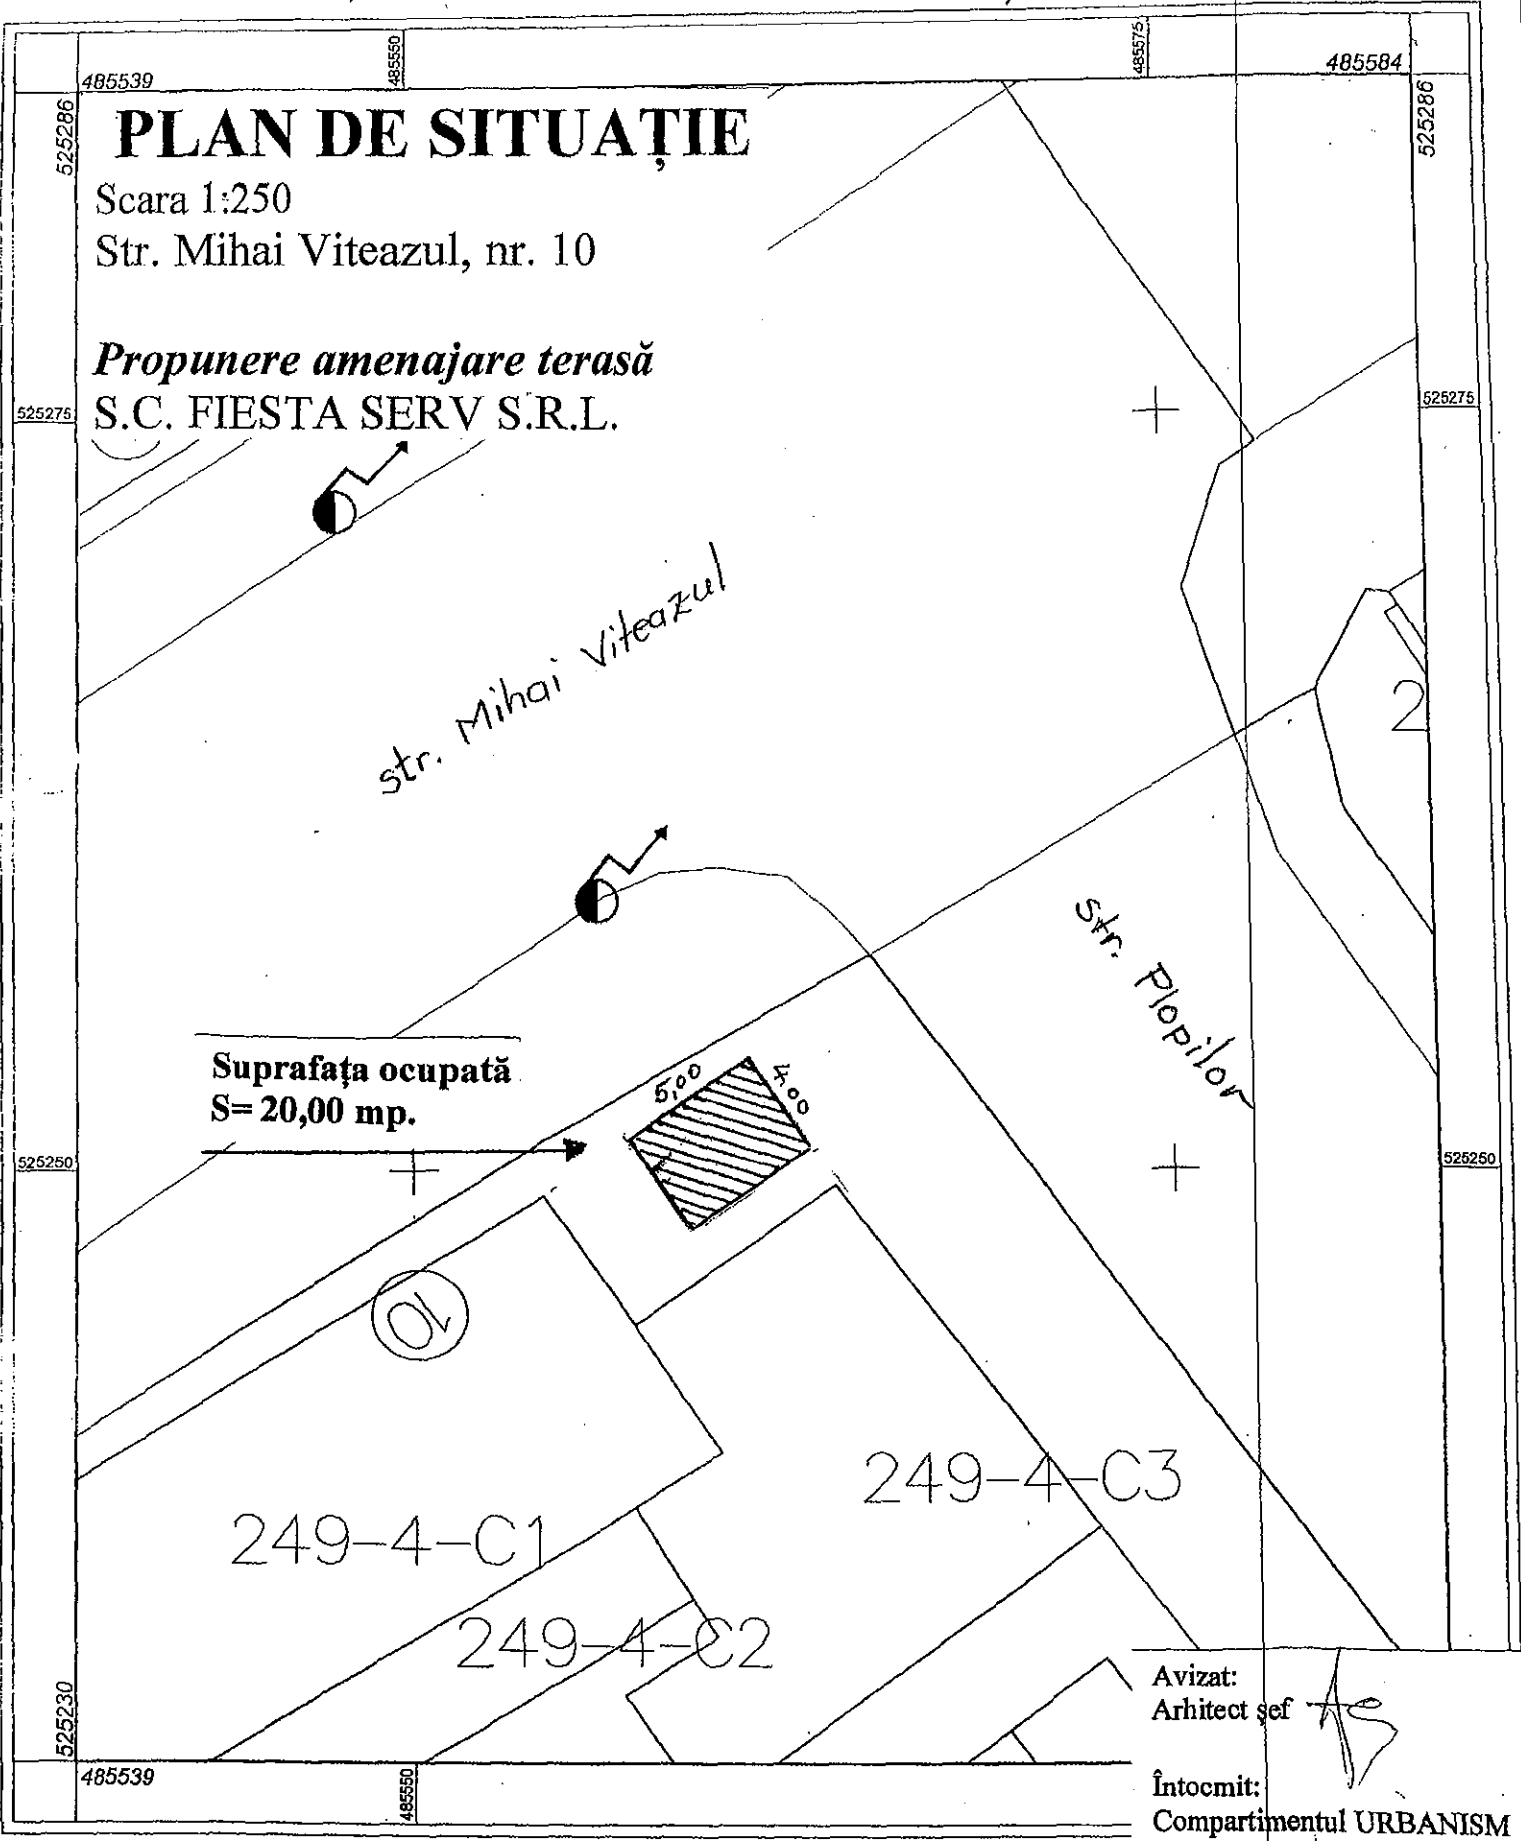 485539
485550
485575
485584
525286
525286
PLAN DE SITUAȚIE
Scara 1:250
Str. Mihai Viteazul, nr. 10
Propunere amenajare terasă
S.C. FIESTA SERV S.R.L.
525275
525275
str. Mihai Viteazul
2
str. Plopilor
Suprafața ocupată
S= 20,00 mp.
5,00
4,00
525250
525250
10
249-4-C3
249-4-C1
249-4-C2
525230
485539
485550
Avizat:
Arhitect șef
Întocmit:
Compartimentul URBANISM